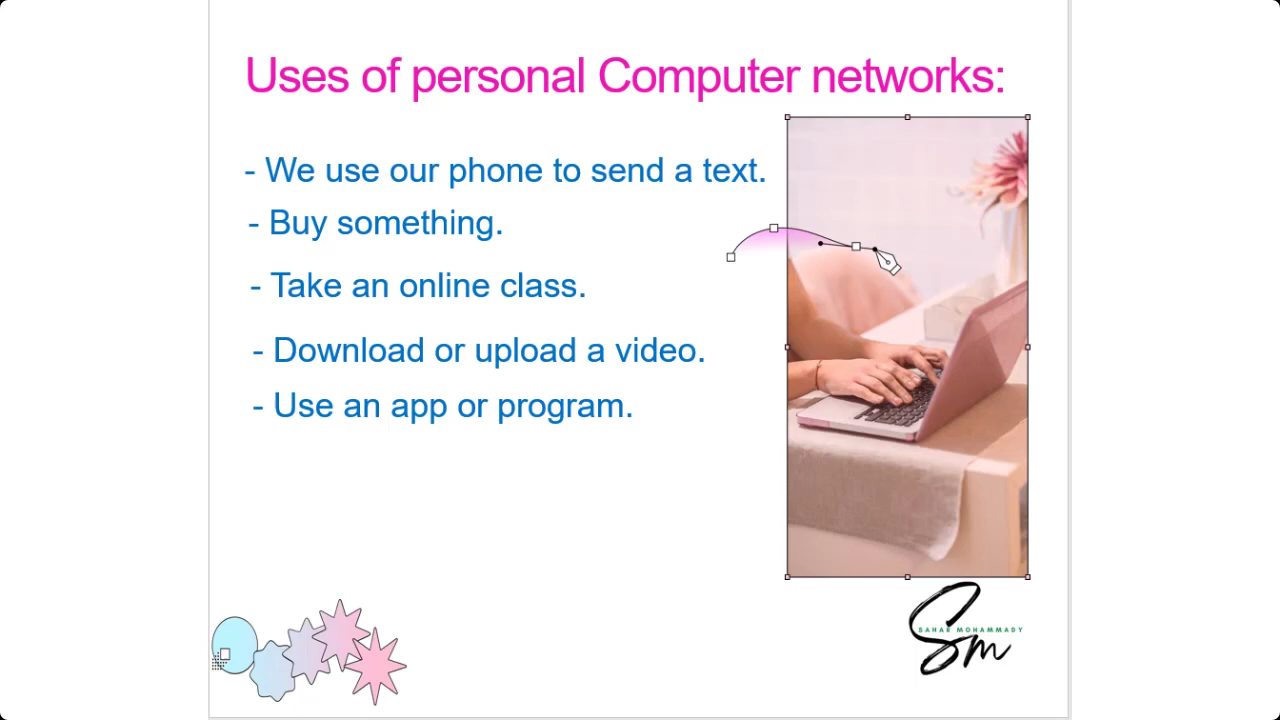 Uses of personal Computer networks:
- We use our phone to send a text.
- Buy something.
- Take an online class.
- Download or upload a video.
- Use an app or program.
SAHAR MOHAMMADY
Sm